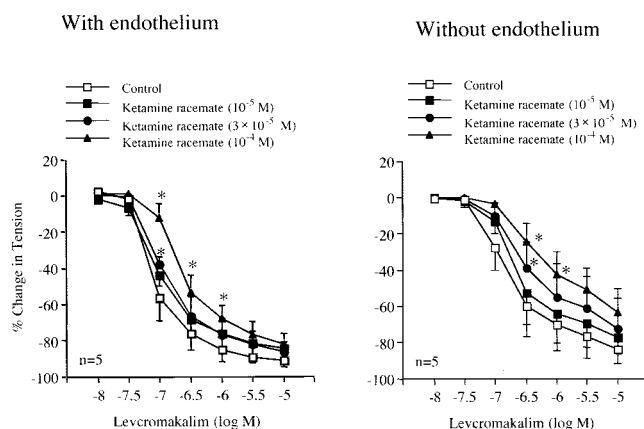 With endothelium
Control
Ketamine racemate (10⁻⁵ M)
Ketamine racemate (3 × 10⁻⁵ M)
Ketamine racemate (10⁻⁴ M)
% Change in Tension
20
0
-20
-40
-60
-80
-100
*
*
*
*
n=5
-8 -7.5 -7 -6.5 -6 -5.5 -5
Levcromakalim (log M)
Without endothelium
Control
Ketamine racemate (10⁻⁵ M)
Ketamine racemate (3 × 10⁻⁵ M)
Ketamine racemate (10⁻⁴ M)
20
0
-20
-40
-60
-80
-100
*
*
*
n=5
-8 -7.5 -7 -6.5 -6 -5.5 -5
Levcromakalim (log M)